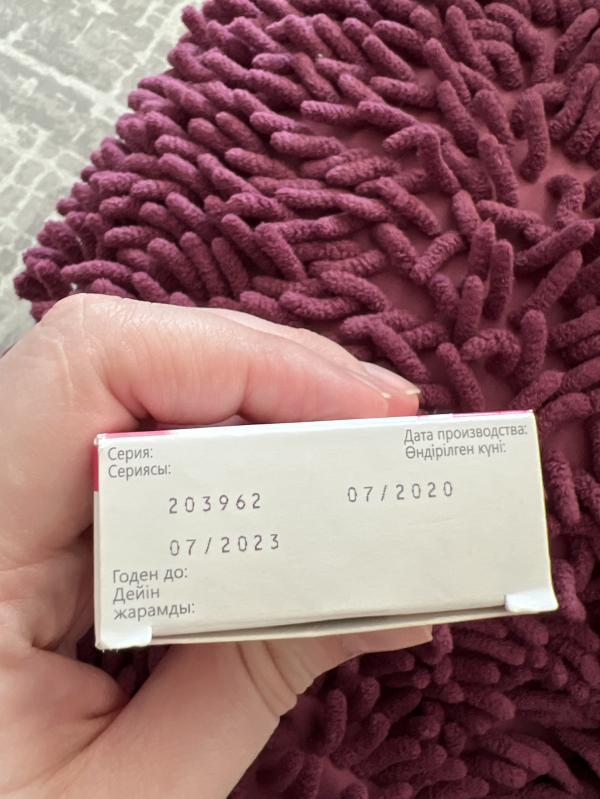 Серия:
Сериясы:
Дата производства:
Өндірілген күні:
203962
07/2020
07/2023
Годен до:
Дейін
жарамды: